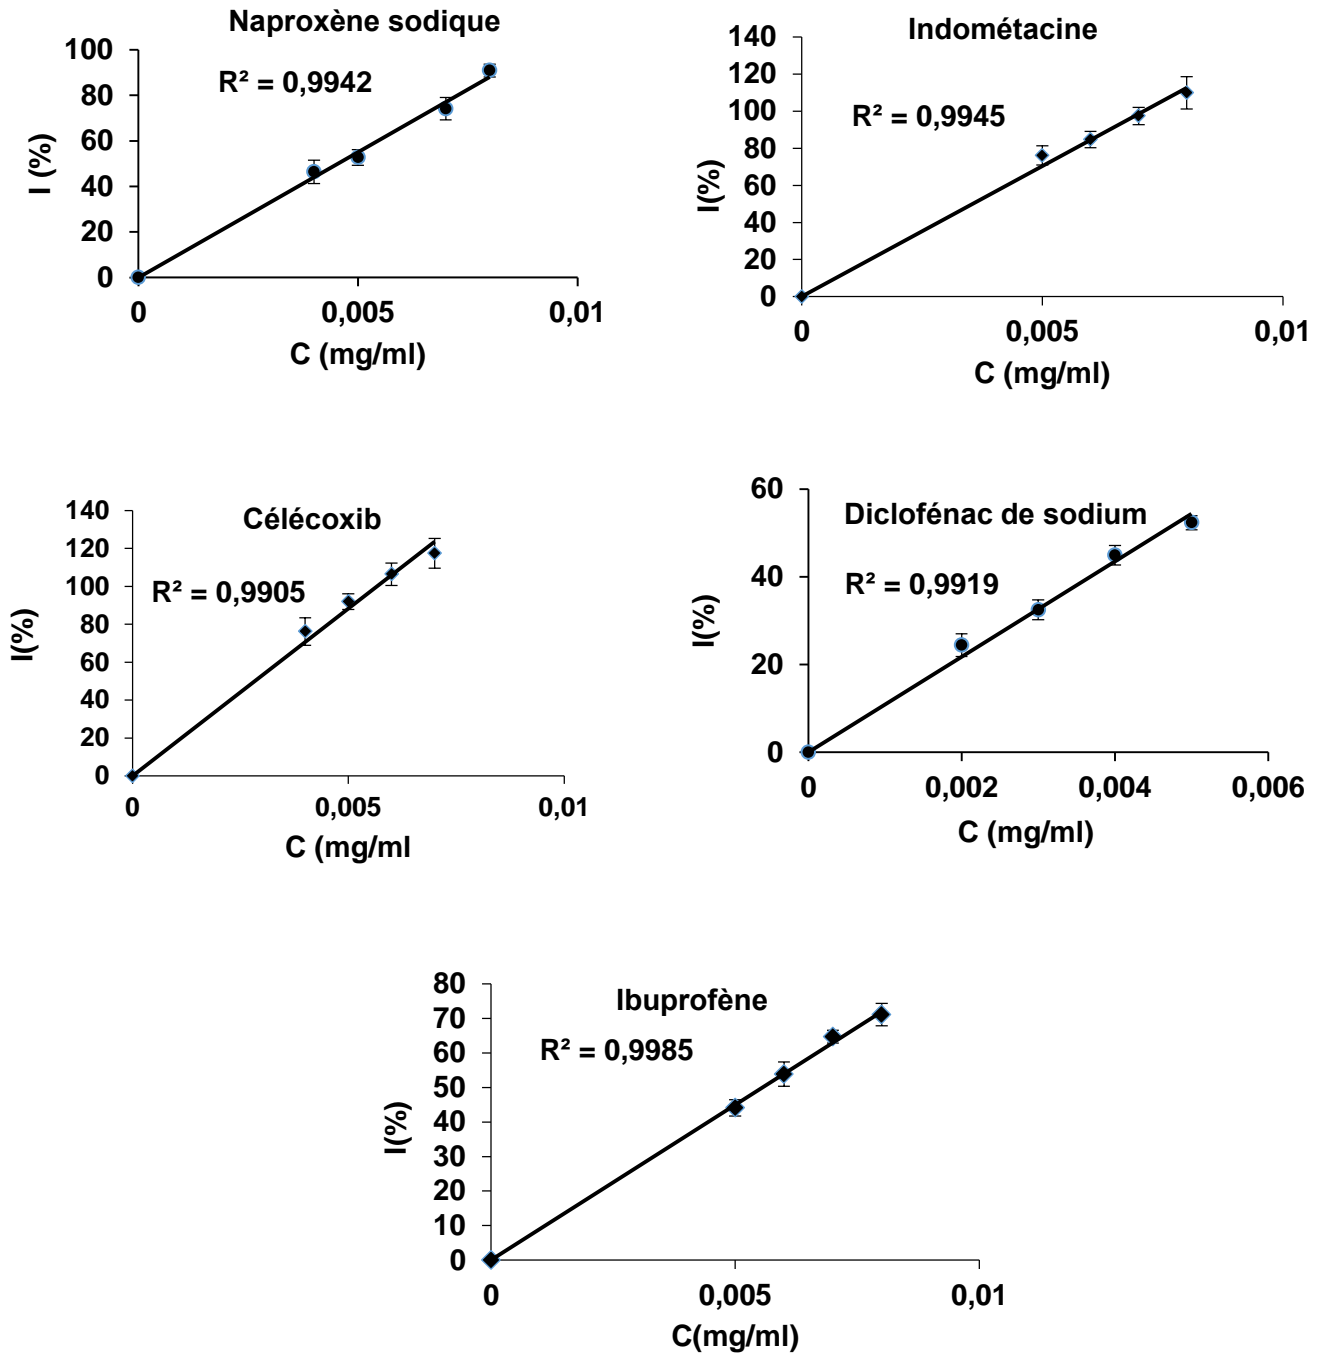 Naproxène sodique
R² = 0,9942
I (%)
100
80
60
40
20
0
0 0,005 0,01
C (mg/ml)
Indométacine
R² = 0,9945
I(%)
140
120
100
80
60
40
20
0
0 0,005 0,01
C (mg/ml)
Célécoxib
R² = 0,9905
I(%)
140
120
100
80
60
40
20
0
0 0,005 0,01
C (mg/ml
Diclofénac de sodium
R² = 0,9919
I(%)
60
40
20
0
0 0,002 0,004 0,006
C (mg/ml)
Ibuprofène
R² = 0,9985
I(%)
80
70
60
50
40
30
20
10
0
0 0,005 0,01
C(mg/ml)